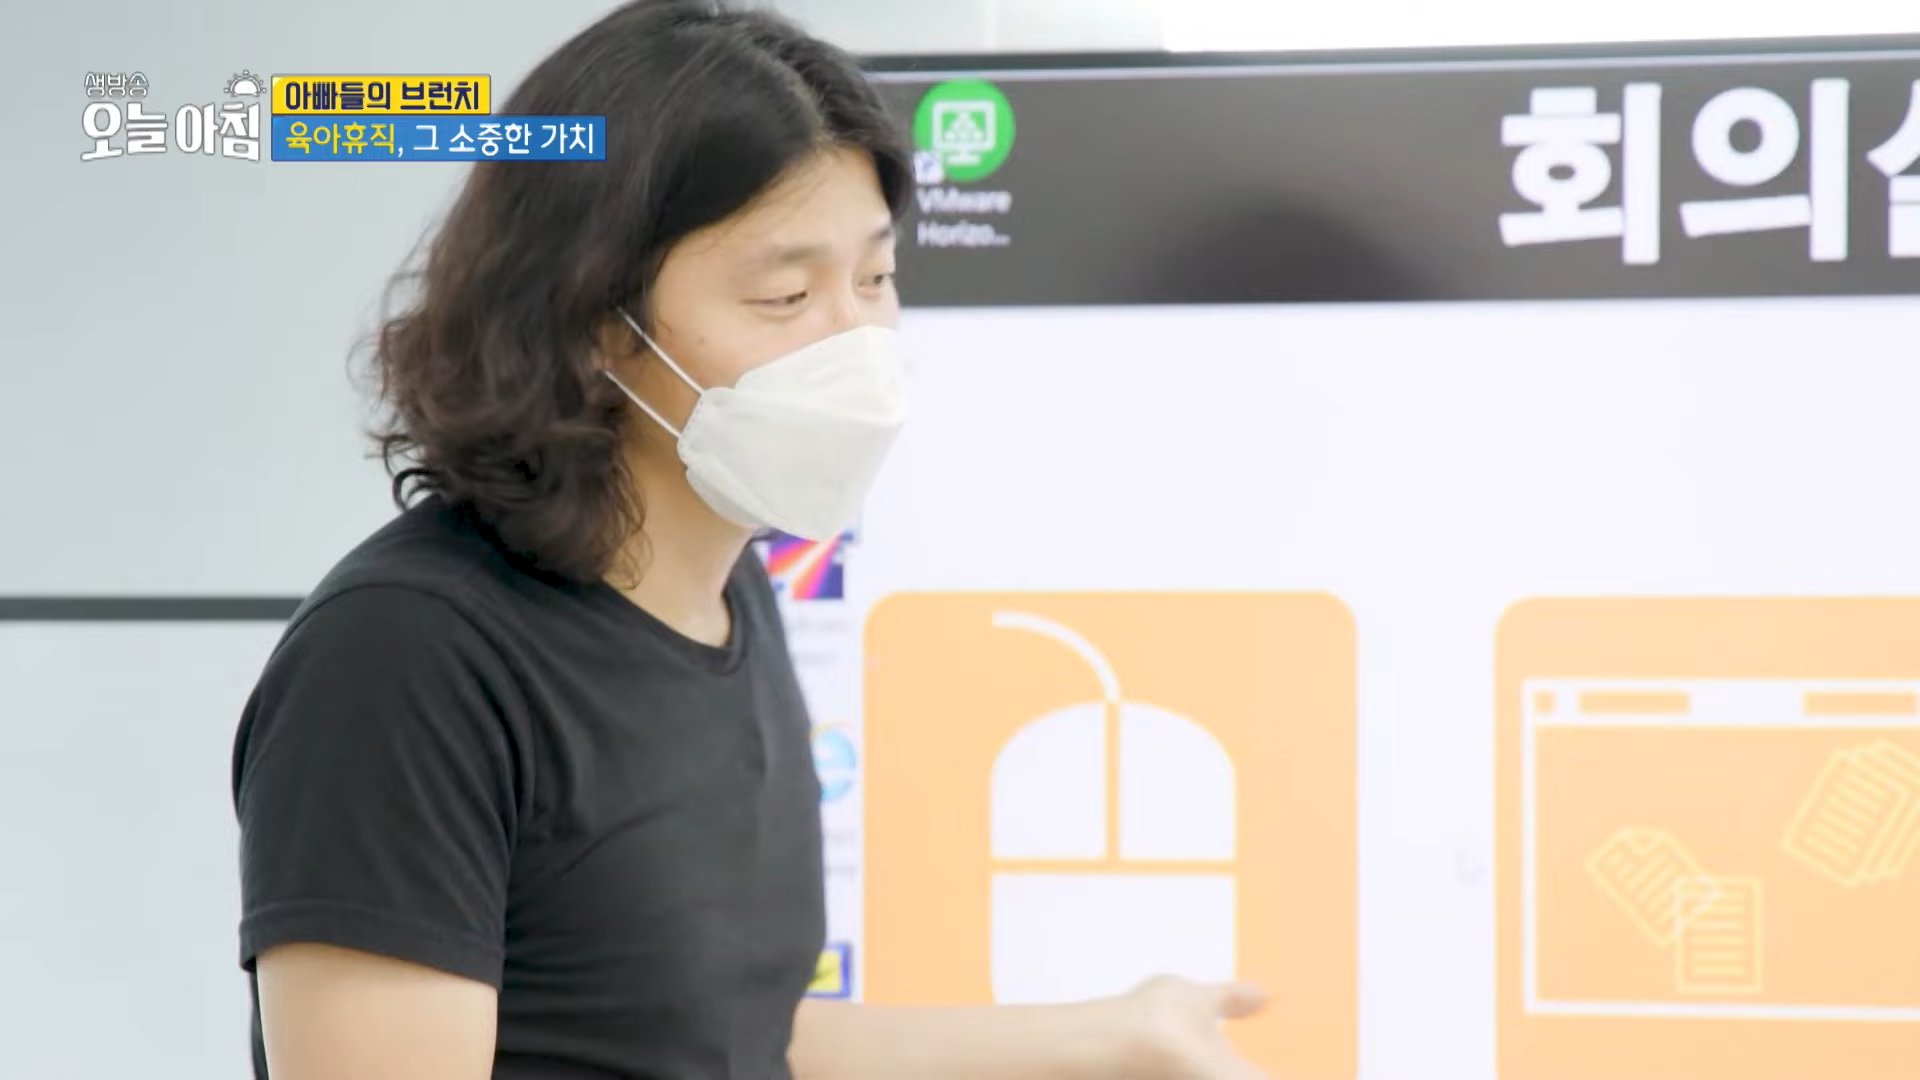 생방송
오늘 아침
아빠들의 브런치
육아휴직, 그 소중한 가치
VMware
Horizo...
회의실